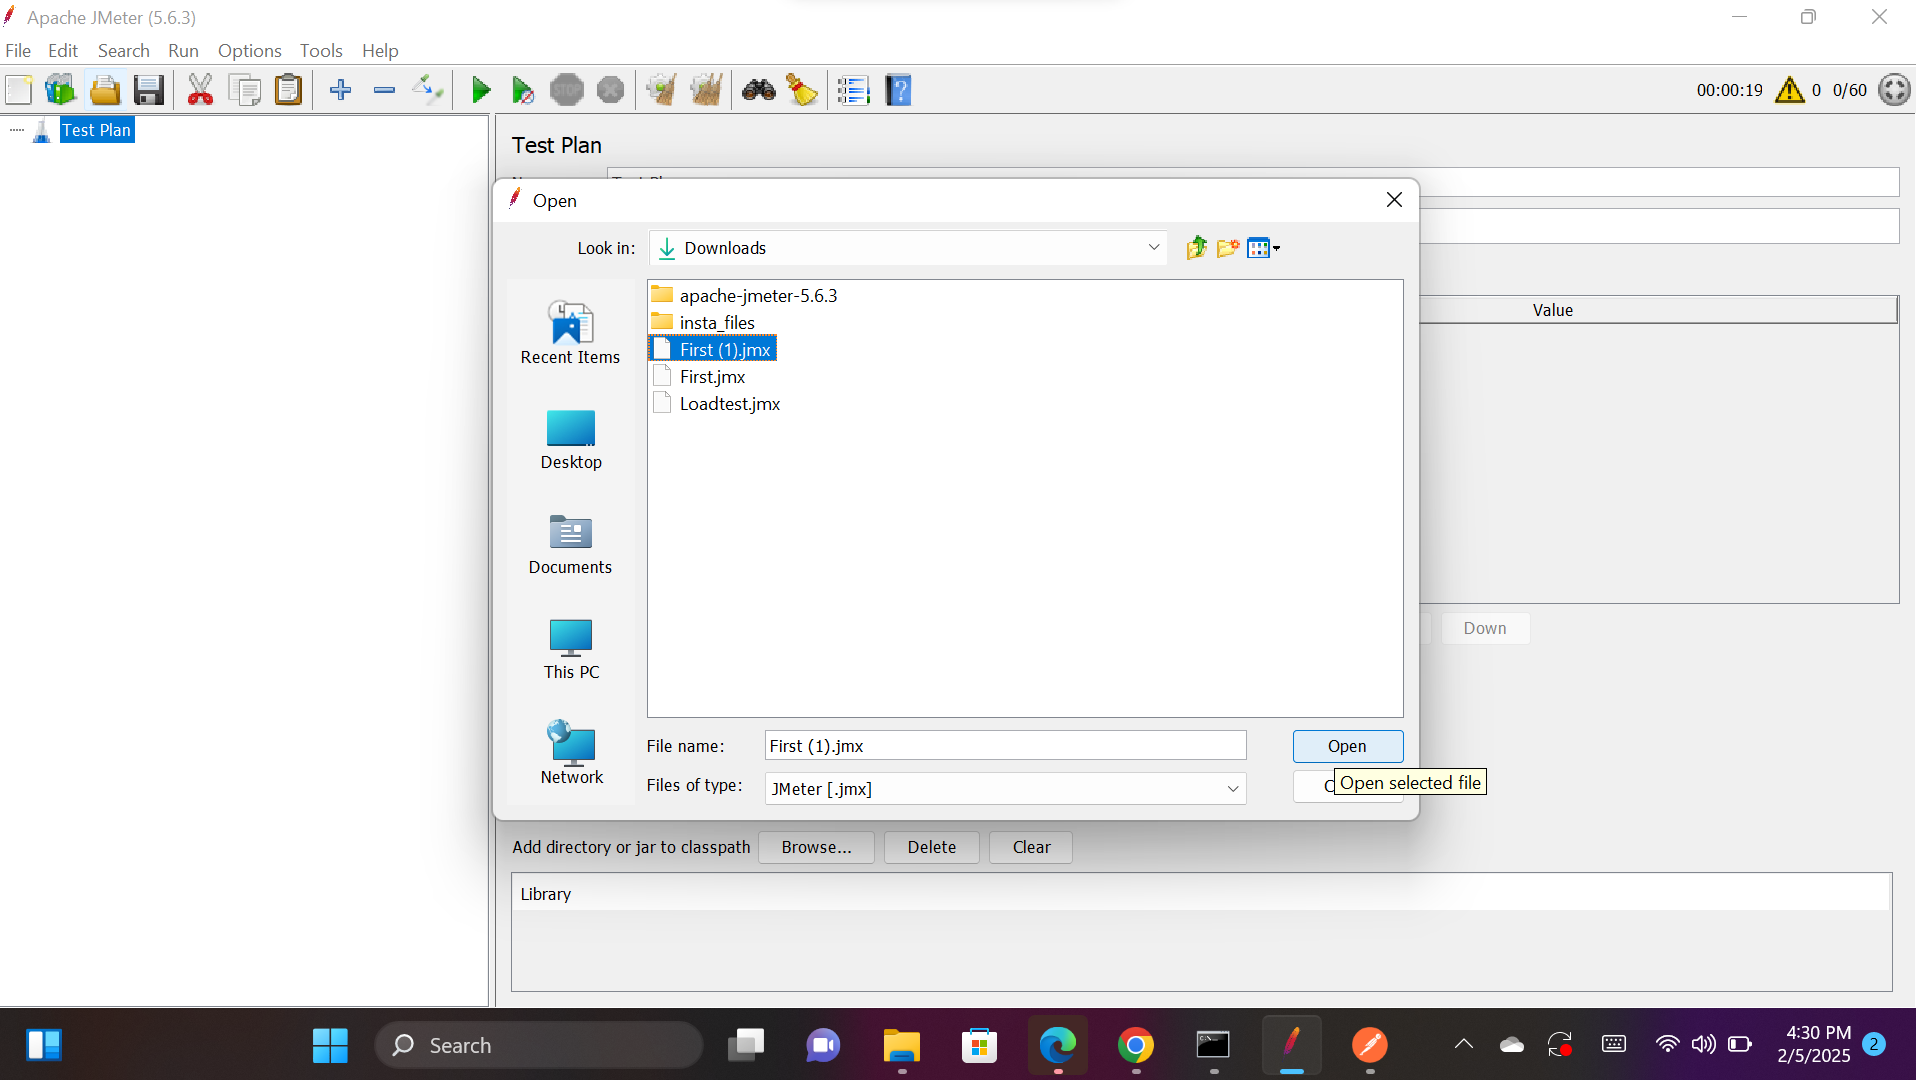 Apache JMeter (5.6.3)
File Edit Search Run Options Tools Help
STOP
00:00:19 0 0/60
Test Plan
Test Plan
Open
Look in: Downloads
apache-jmeter-5.6.3
insta_files
First (1).jmx
First.jmx
Loadtest.jmx
Recent Items
Desktop
Documents
This PC
Network
Value
Down
File name: First (1).jmx Open
Files of type: JMeter [.jmx]
Open selected file
Add directory or jar to classpath Browse... Delete Clear
Library
Search
4:30 PM
2/5/2025 2